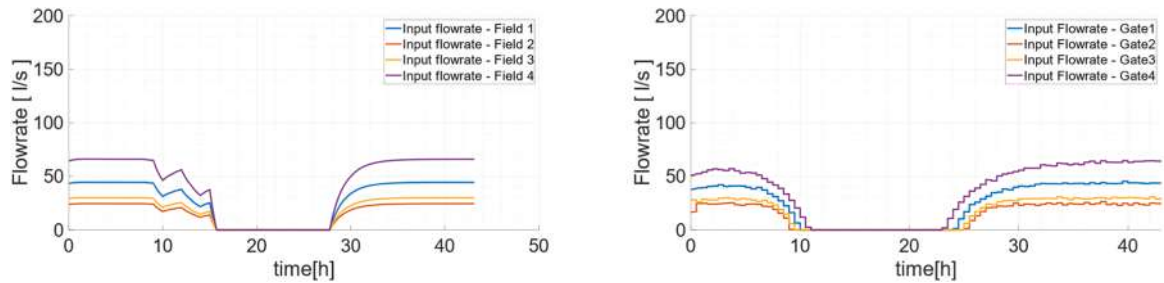 200
150
100
50
0
Flowrate [ l/s]
0 10 20 30 40 50
time[h]
Input flowrate - Field 1
Input flowrate - Field 2
Input flowrate - Field 3
Input flowrate - Field 4
200
150
100
50
0
Flowrate [ l/s]
0 10 20 30 40
time[h]
Input Flowrate - Gate1
Input Flowrate - Gate2
Input Flowrate - Gate3
Input Flowrate - Gate4